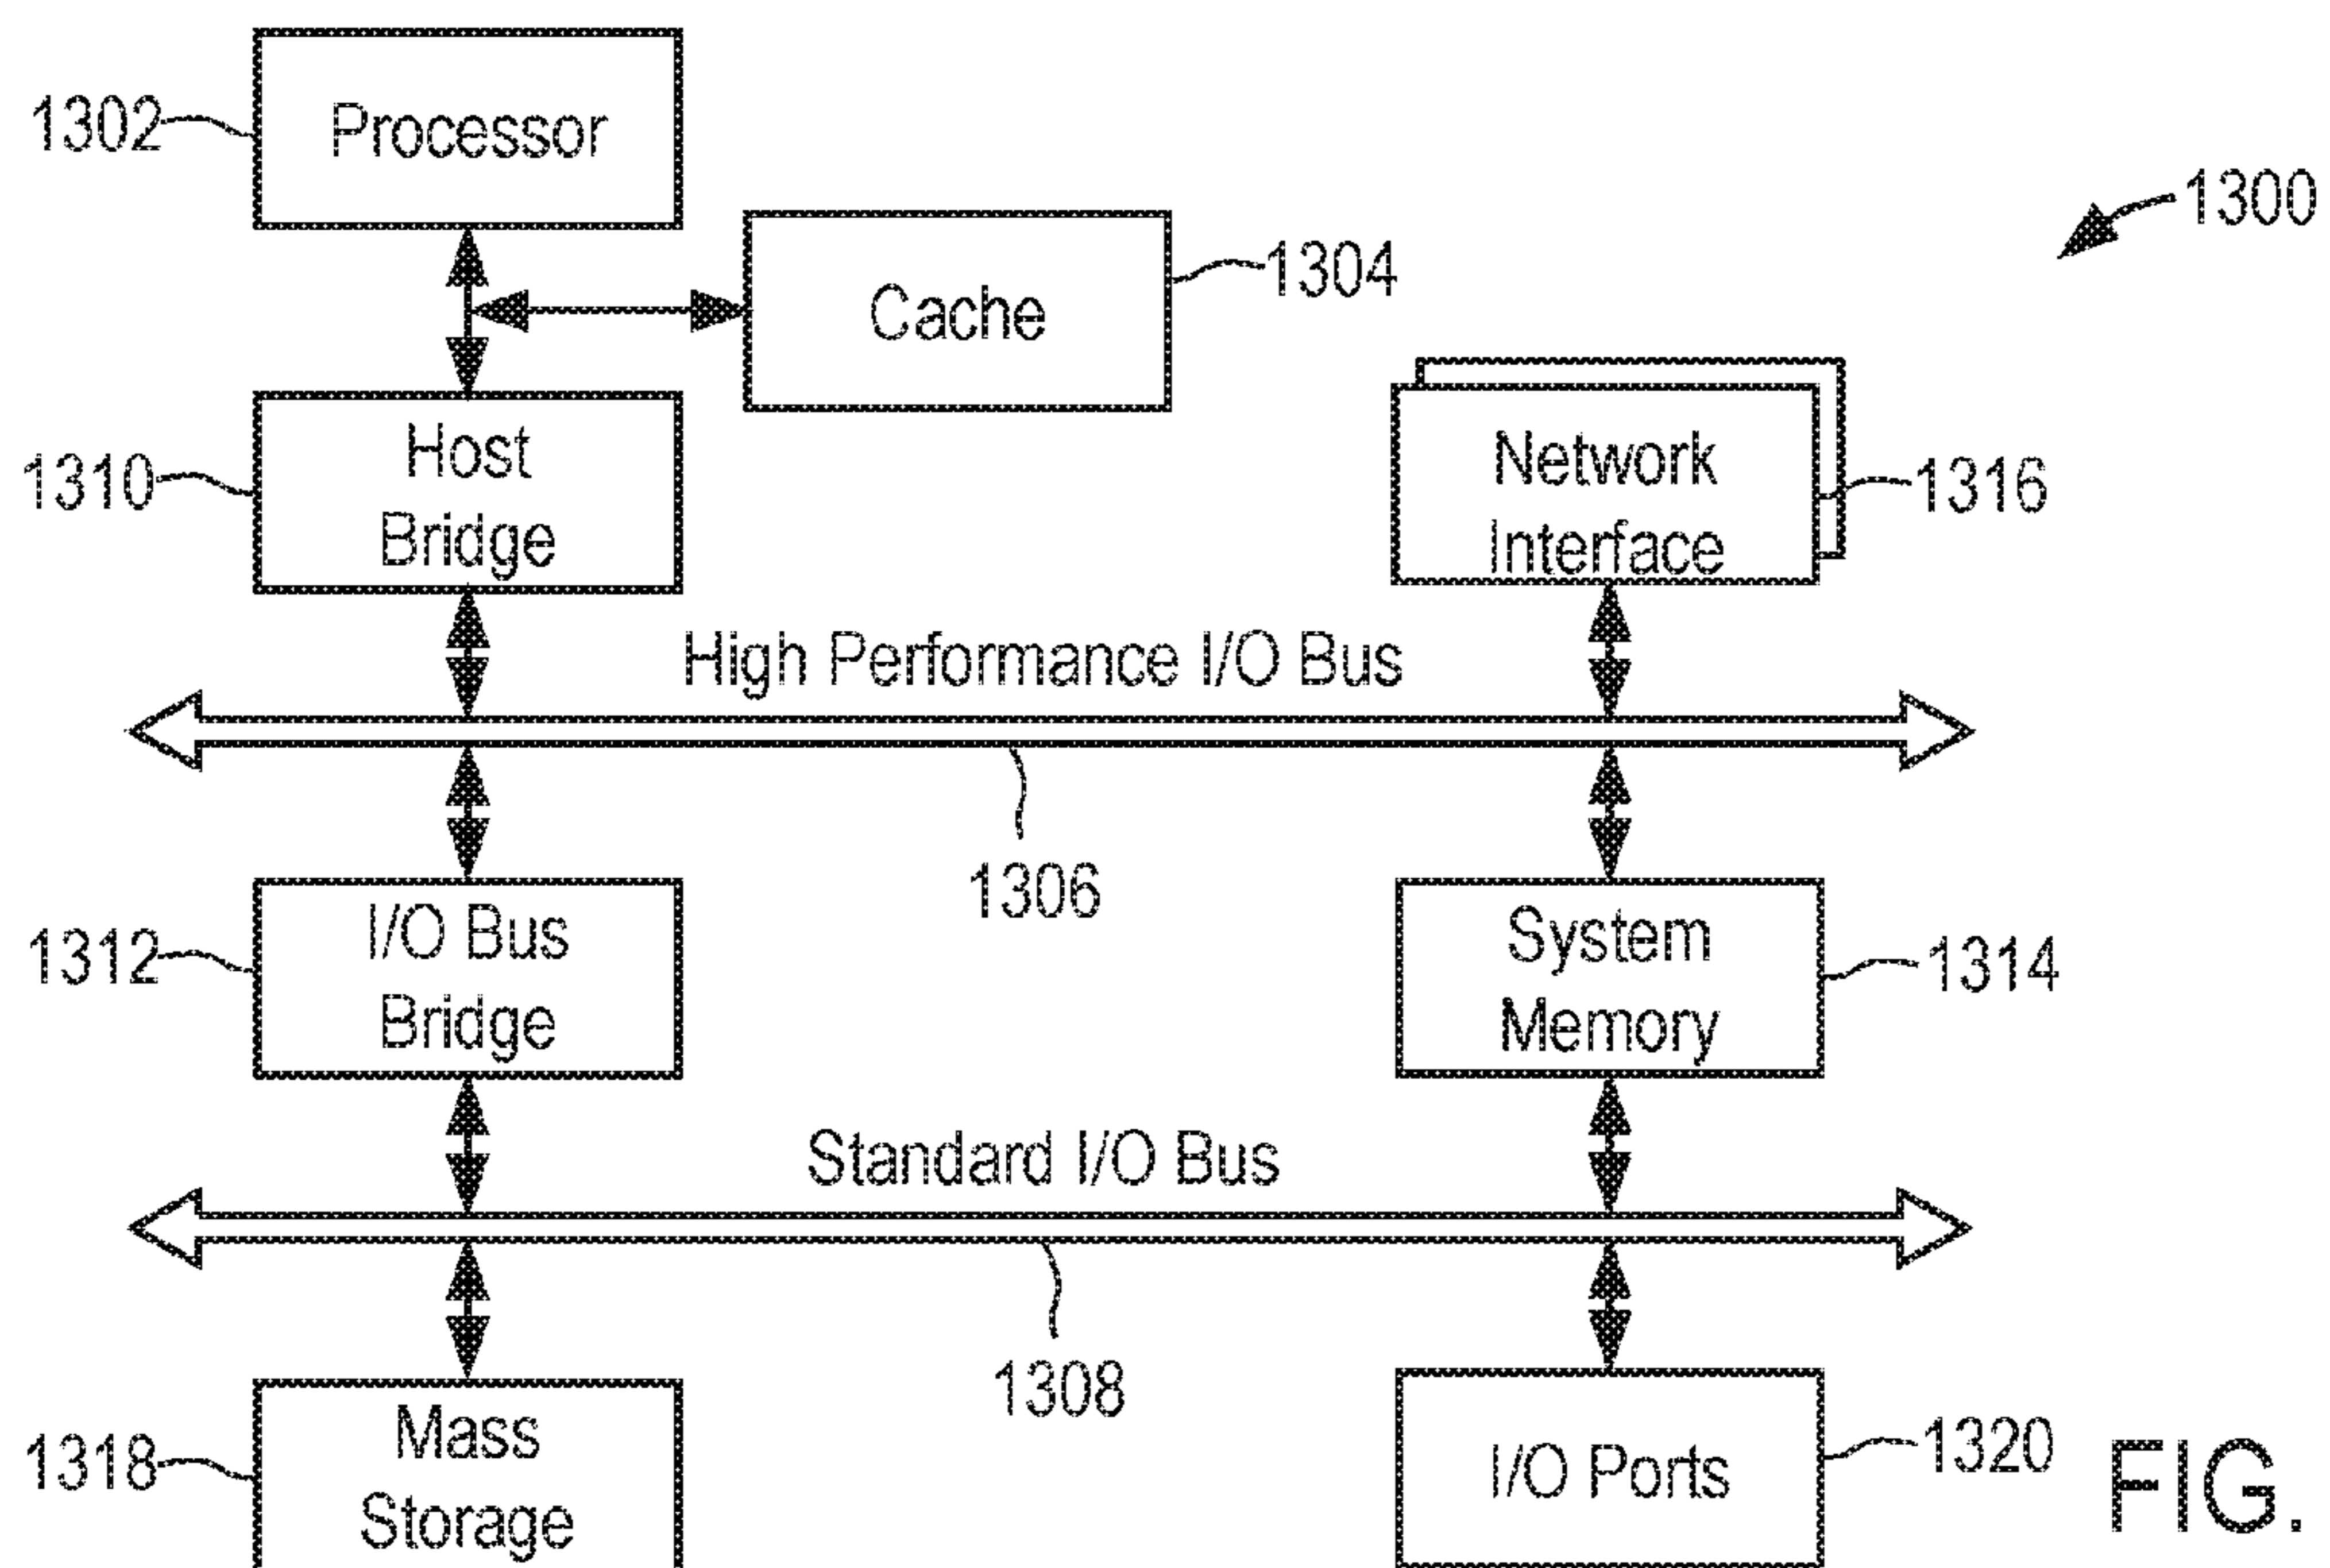 1302
Processor
1300
Cache
1304
1310
Host
Bridge
Network
Interface
1316
High Performance I/O Bus
1306
1312
I/O Bus
Bridge
System
Memory
1314
Standard I/O Bus
1308
1318
Mass
Storage
I/O Ports
1320
FIG.